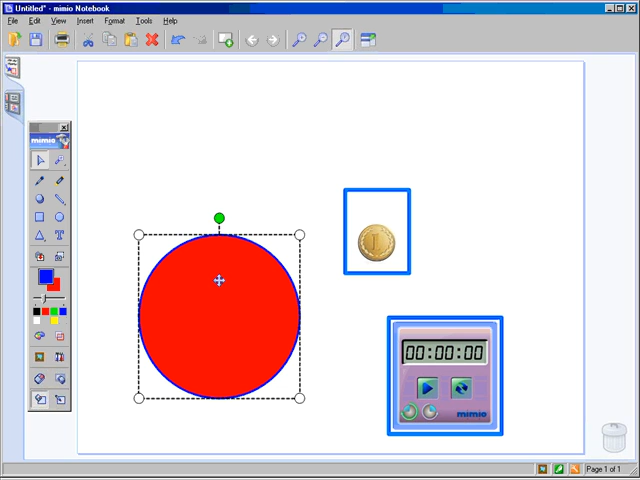 Untitled* - mimio Notebook
File Edit View Insert Format Tools Help
mimio
T
L
00:00:00
mimio
Page 1 of 1